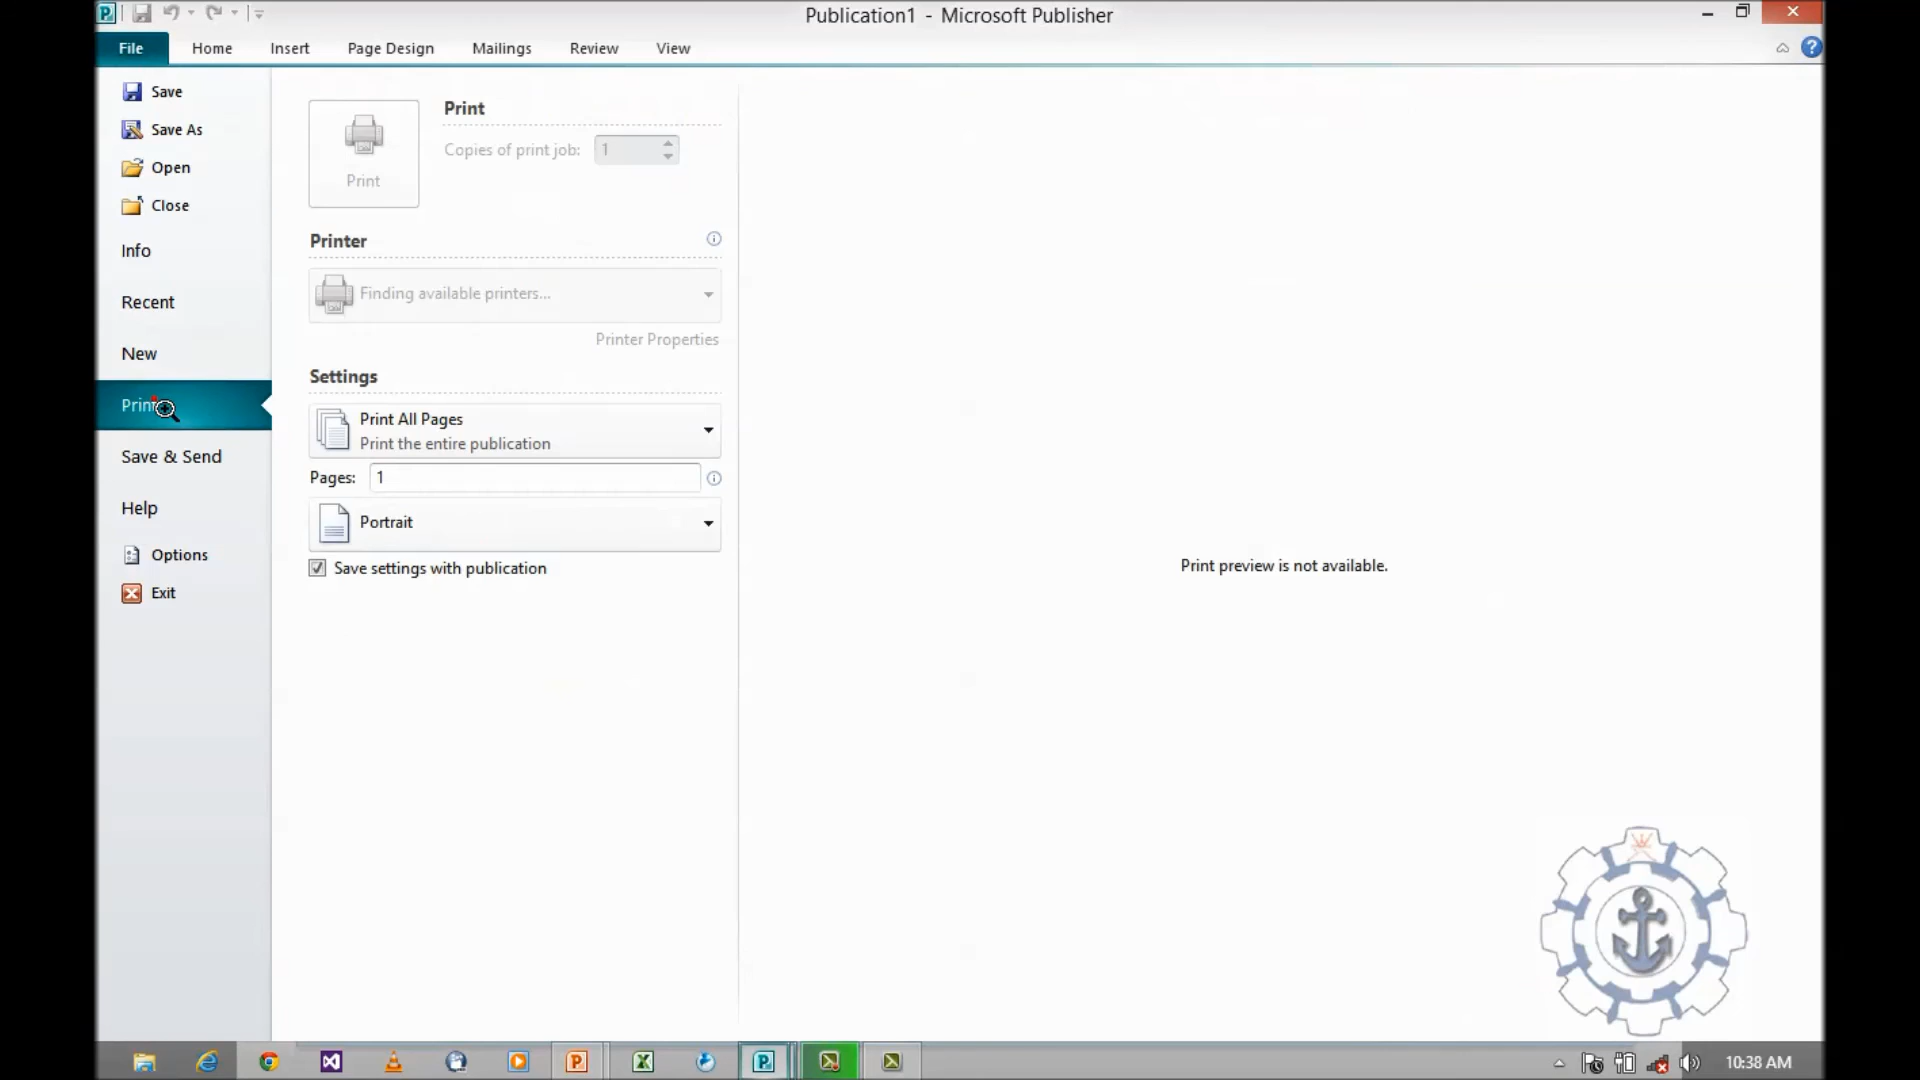 Publication1 - Microsoft Publisher
File Home Insert Page Design Mailings Review View
Save
Save As
Open
Close
Info
Recent
New
Print
Save & Send
Help
Options
Exit
Print
Print
Copies of print job: 1
Printer
Finding available printers...
Printer Properties
Settings
Print All Pages
Print the entire publication
Pages: 1
Portrait
Save settings with publication
Print preview is not available.
10:38 AM